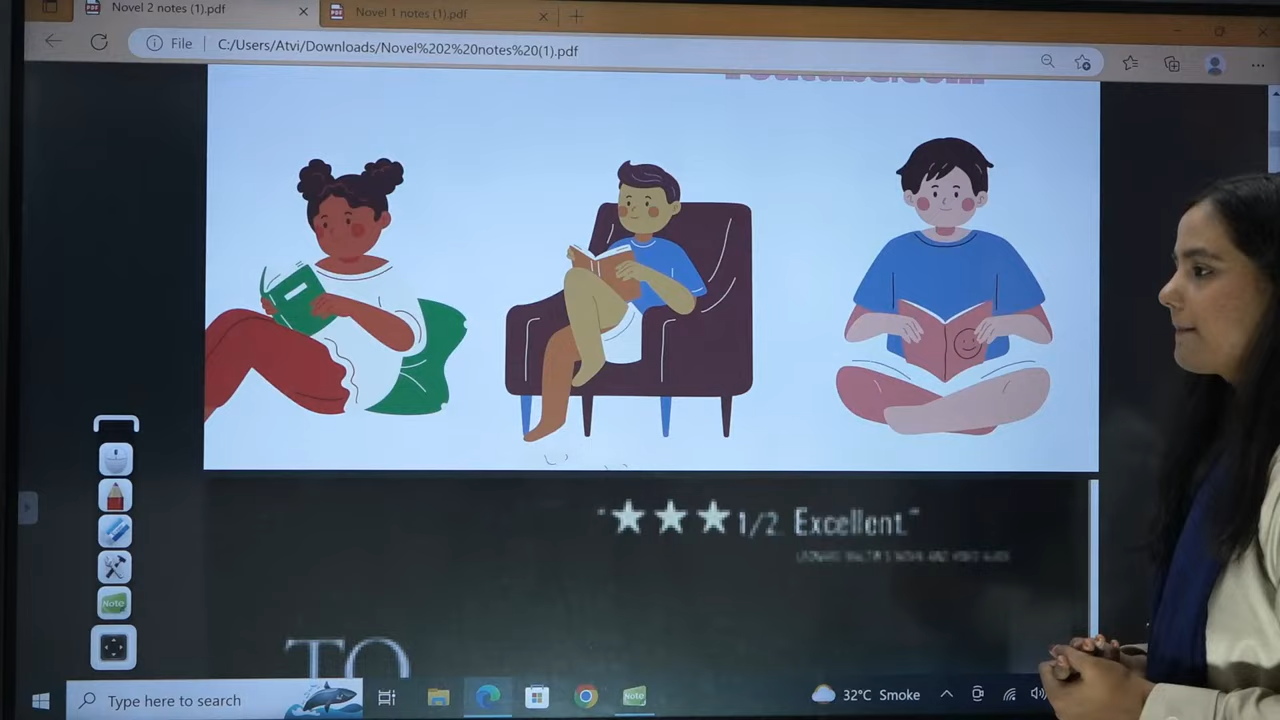 Novel 2 notes (1).pdf
Novel 1 notes (1).pdf
File
C:/Users/Atvi/Downloads/Novel%202%20notes%20(1).pdf
"★★★1/2. Excellent."
TO
Note
Type here to search
Note
32°C Smoke